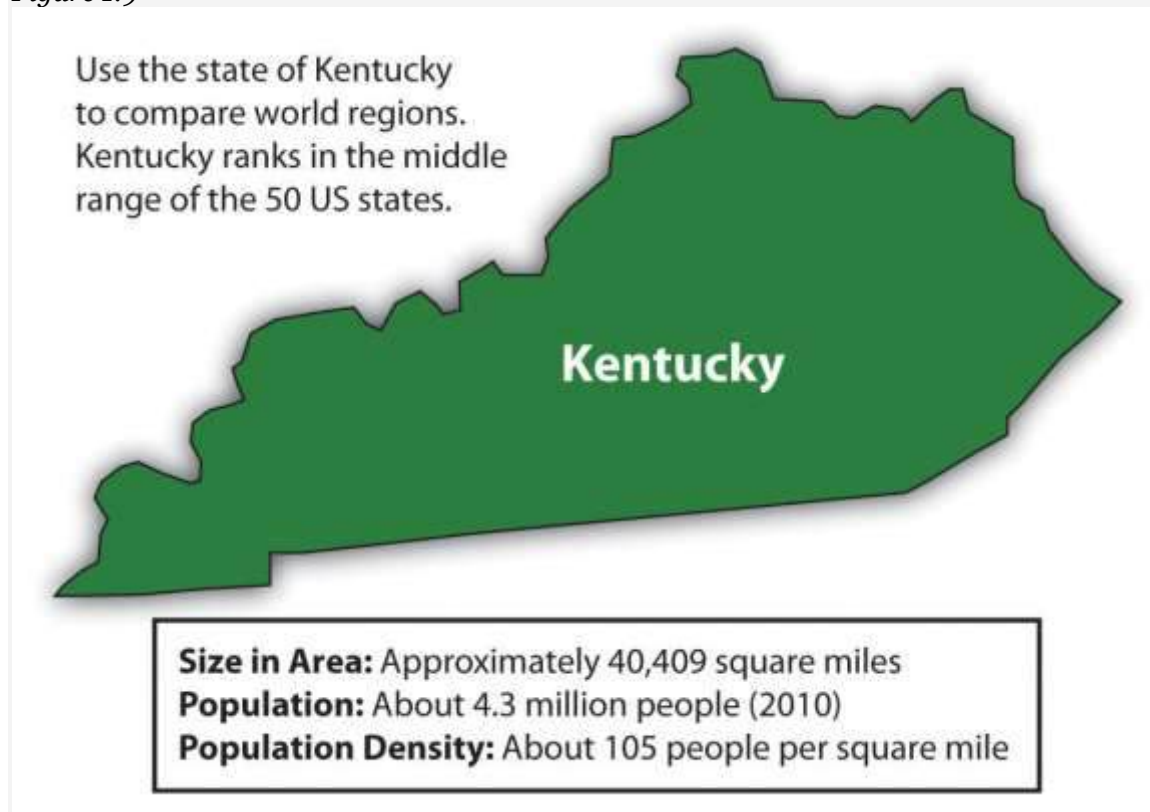 Use the state of Kentucky
to compare world regions.
Kentucky ranks in the middle
range of the 50 US states.
Kentucky
Size in Area: Approximately 40,409 square miles
Population: About 4.3 million people (2010)
Population Density: About 105 people per square mile